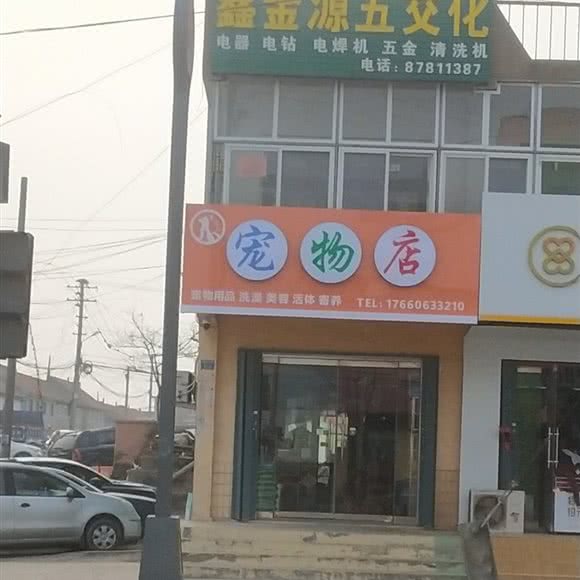 鑫金源五交化
电器 电钻 电焊机 五金 清洗机
电话:87811387
宠物店
宠物用品 洗澡 美容 活体 寄养
TEL:17660633210